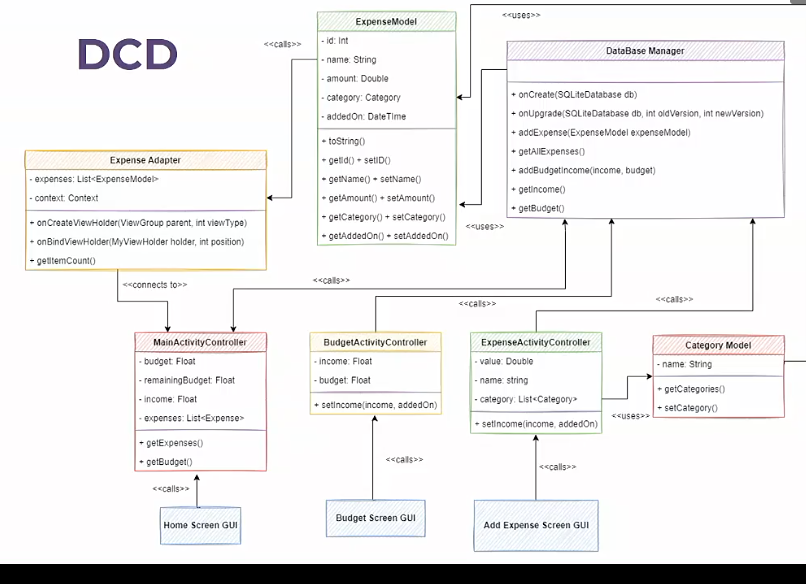 DCD
<<calls>>
ExpenseModel
- id: Int
- name: String
- amount: Double
- category: Category
- addedOn: DateTIme
+ toString()
+ getId() + setID()
+ getName() + setName()
+ getAmount() + setAmount()
+ getCategory() + setCategory()
+ getAddedOn() + setAddedOn()
<<uses>>
DataBase Manager
+ onCreate(SQLiteDatabase db)
+ onUpgrade(SQLiteDatabase db, int oldVersion, int newVersion)
+ addExpense(ExpenseModel expenseModel)
+ getAllExpenses()
+ addBudgetIncome(income, budget)
+ getIncome()
+ getBudget()
<<uses>>
Expense Adapter
- expenses: List<ExpenseModel>
- context: Context
+ onCreateViewHolder(ViewGroup parent, int viewType)
+ onBindViewHolder(MyViewHolder holder, int position)
+ getItemCount()
<<connects to>>
<<calls>>
<<calls>>
<<calls>>
MainActivityController
- budget: Float
- remainingBudget: Float
- income: Float
- expenses: List<Expense>
+ getExpenses()
+ getBudget()
BudgetActivityController
- income: Float
- budget: Float
+ setIncome(income, addedOn)
ExpenseActivityController
- value: Double
- name: string
- category: List<Category>
+ setIncome(income, addedOn)
Category Model
- name: String
+ getCategories()
+ setCategory()
<<uses>>
<<calls>>
<<calls>>
<<calls>>
Home Screen GUI
Budget Screen GUI
Add Expense Screen GUI